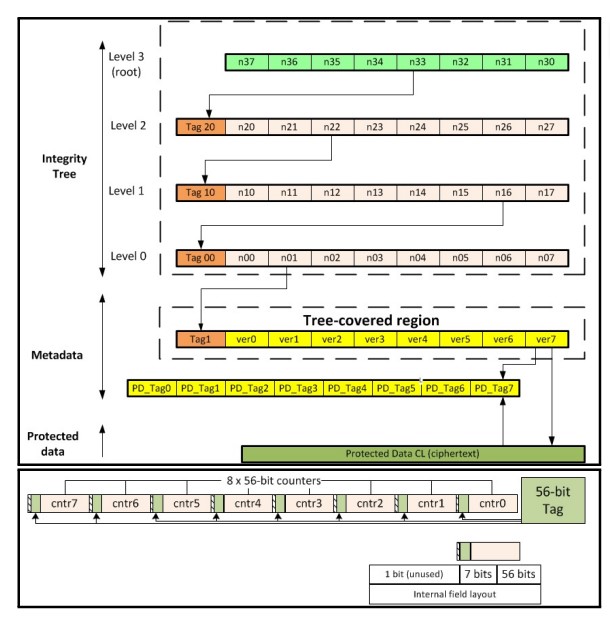 Level 3
(root)
n37 n36 n35 n34 n33 n32 n31 n30
Level 2
Tag 20 n20 n21 n22 n23 n24 n25 n26 n27
Integrity
Tree
Level 1
Tag 10 n10 n11 n12 n13 n14 n15 n16 n17
Level 0
Tag 00 n00 n01 n02 n03 n04 n05 n06 n07
Tree-covered region
Tag1 ver0 ver1 ver2 ver3 ver4 ver5 ver6 ver7
Metadata
PD_Tag0 PD_Tag1 PD_Tag2 PD_Tag3 PD_Tag4 PD_Tag5 PD_Tag6 PD_Tag7
Protected
data
Protected Data CL (ciphertext)
8 x 56-bit counters
cntr7 cntr6 cntr5 cntr4 cntr3 cntr2 cntr1 cntr0
56-bit
Tag
1 bit (unused) 7 bits 56 bits
Internal field layout